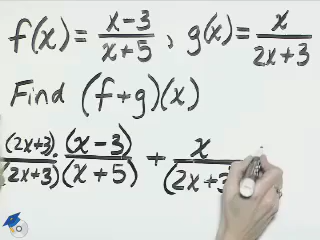 f(x) = (x-3)/(x+5) , g(x) = x/(2x+3)
Find (f+g)(x)
(2x+3)/(2x+3) · (x-3)/(x+5) + x/(2x+3